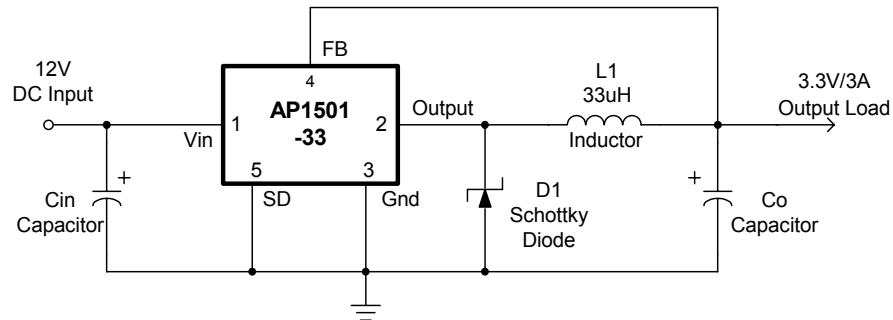 FB
12V
DC Input
4
AP1501
-33
L1
33uH
3.3V/3A
Output Load
Vin
1
2
Output
Inductor
5
3
SD
Gnd
+
Cin
Capacitor
D1
Schottky
Diode
+
Co
Capacitor